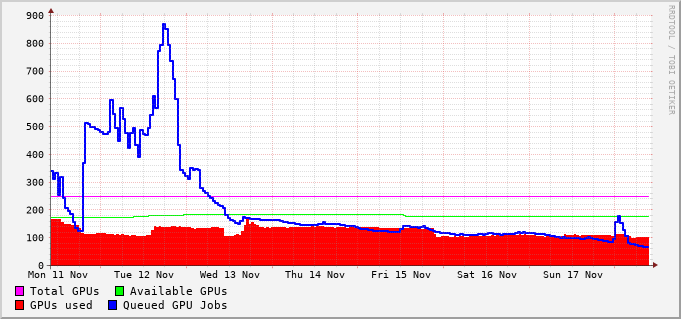 900
800
700
600
500
400
300
200
100
0
Mon 11 Nov Tue 12 Nov Wed 13 Nov Thu 14 Nov Fri 15 Nov Sat 16 Nov Sun 17 Nov
Total GPUs Available GPUs
GPUs used Queued GPU Jobs
RRDTOOL / TOBI OETIKER